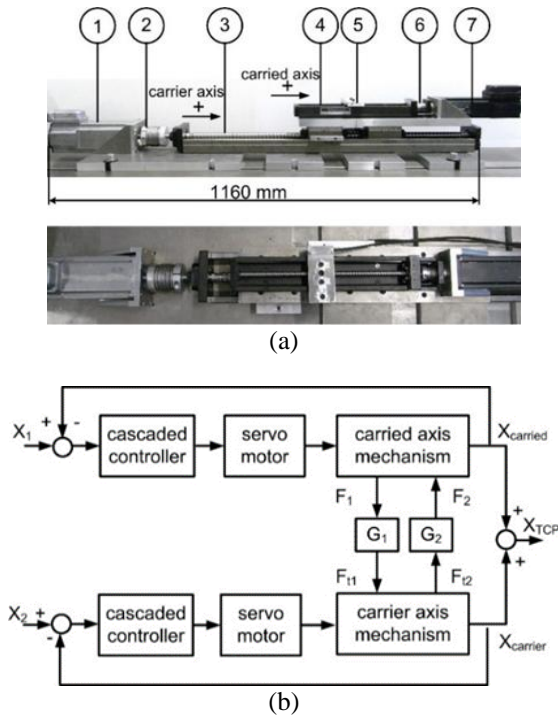 1 2 3 4 5 6 7
carrier axis
+
carried axis
+
1160 mm
(a)
X1
+
-
cascaded controller
servo motor
carried axis mechanism
Xcarried
F1
F2
G1
G2
Ft1
Ft2
+
XTCP
+
X2
+
-
cascaded controller
servo motor
carrier axis mechanism
Xcarrier
(b)